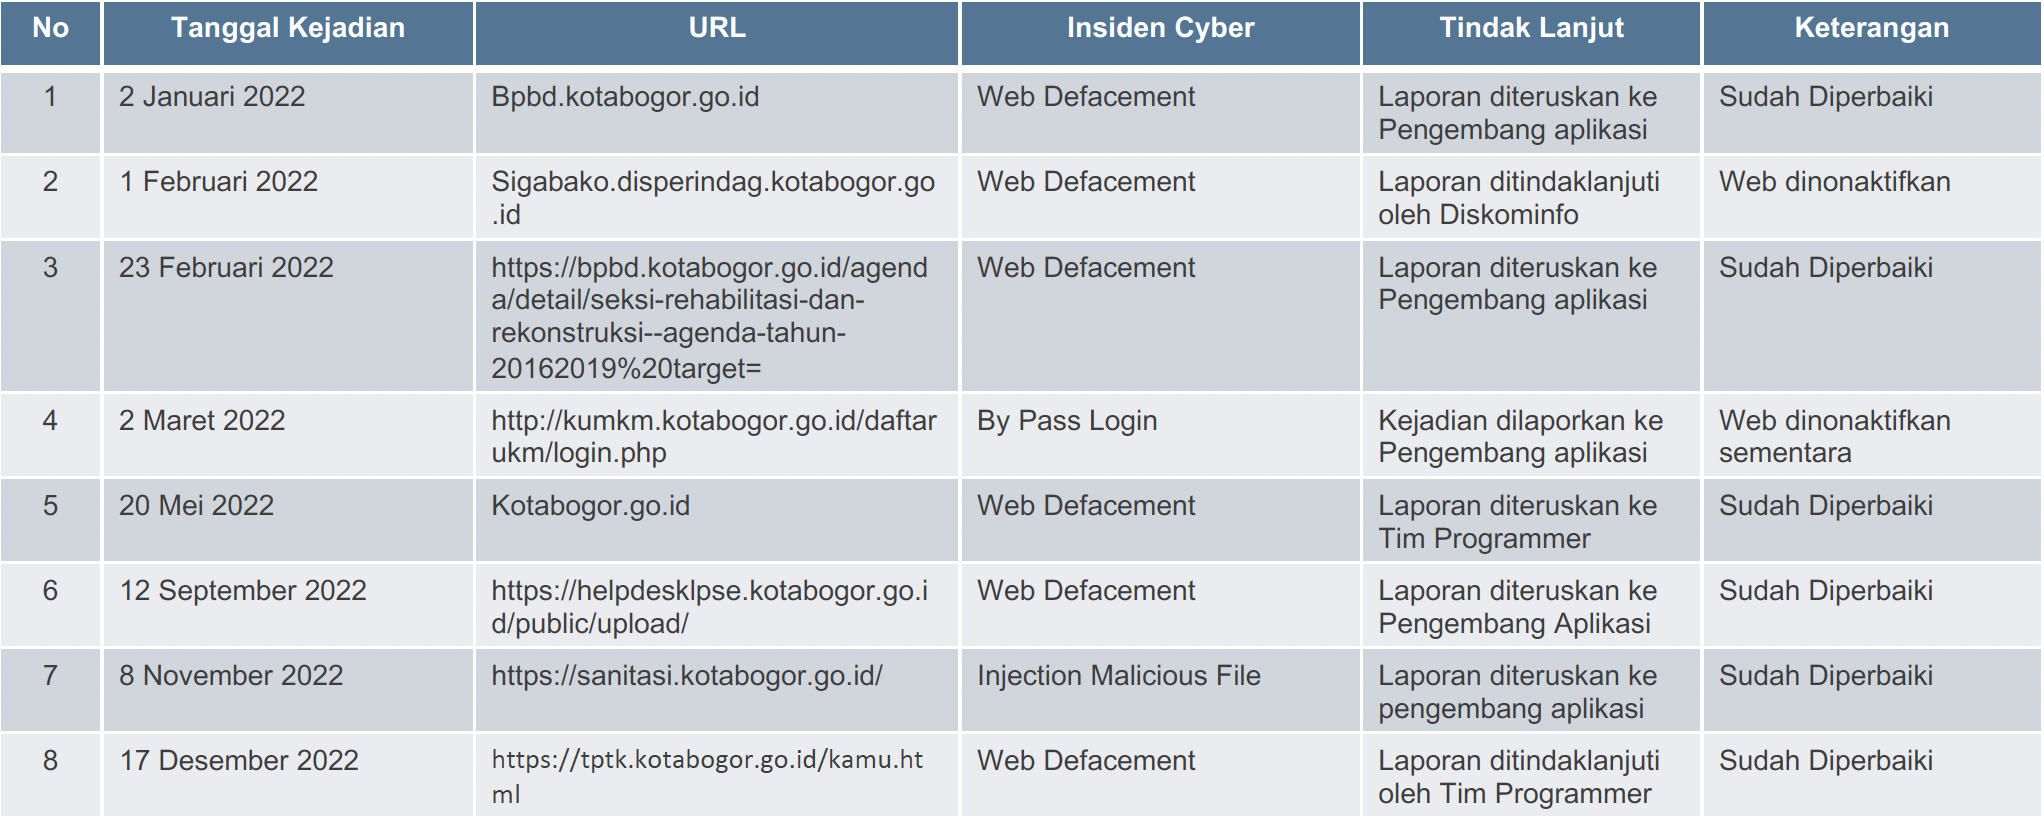 No Tanggal Kejadian URL Insiden Cyber Tindak Lanjut Keterangan
1 2 Januari 2022 Bpbd.kotabogor.go.id Web Defacement Laporan diteruskan ke Sudah Diperbaiki
Pengembang aplikasi
2 1 Februari 2022 Sigabako.disperindag.kotabogor.go Web Defacement Laporan ditindaklanjuti Web dinonaktifkan
.id oleh Diskominfo
3 23 Februari 2022 https://bpbd.kotabogor.go.id/agend Web Defacement Laporan diteruskan ke Sudah Diperbaiki
a/detail/seksi-rehabilitasi-dan- Pengembang aplikasi
rekonstruksi--agenda-tahun-
20162019%20target=
4 2 Maret 2022 http://kumkm.kotabogor.go.id/daftar By Pass Login Kejadian dilaporkan ke Web dinonaktifkan
ukm/login.php Pengembang aplikasi sementara
5 20 Mei 2022 Kotabogor.go.id Web Defacement Laporan diteruskan ke Sudah Diperbaiki
Tim Programmer
6 12 September 2022 https://helpdesklpse.kotabogor.go.i Web Defacement Laporan diteruskan ke Sudah Diperbaiki
d/public/upload/ Pengembang Aplikasi
7 8 November 2022 https://sanitasi.kotabogor.go.id/ Injection Malicious File Laporan diteruskan ke Sudah Diperbaiki
pengembang aplikasi
8 17 Desember 2022 https://tptk.kotabogor.go.id/kamu.ht Web Defacement Laporan ditindaklanjuti Sudah Diperbaiki
ml oleh Tim Programmer